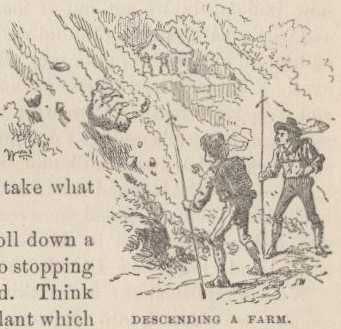 take what
oll down a
o stopping
d. Think
lant which
DESCENDING A FARM.